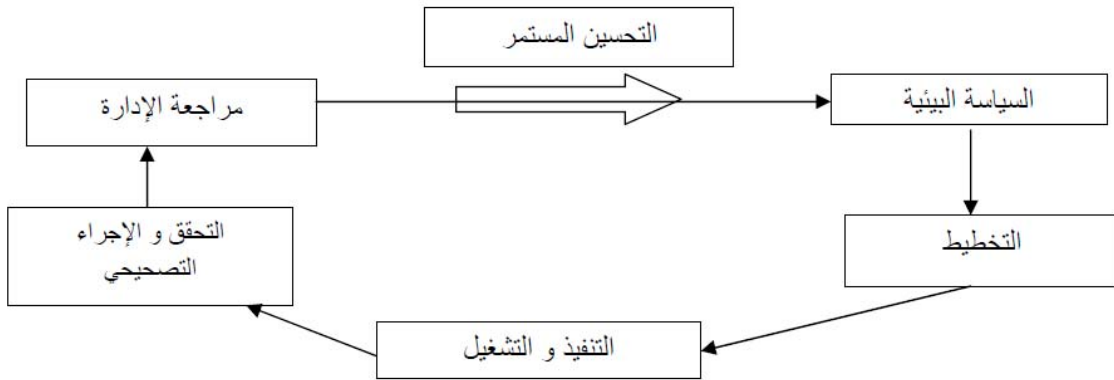 التحسين المستمر
مراجعة الإدارة
السياسة البيئية
التحقق و الإجراء
التصحيحي
التخطيط
التنفيذ و التشغيل